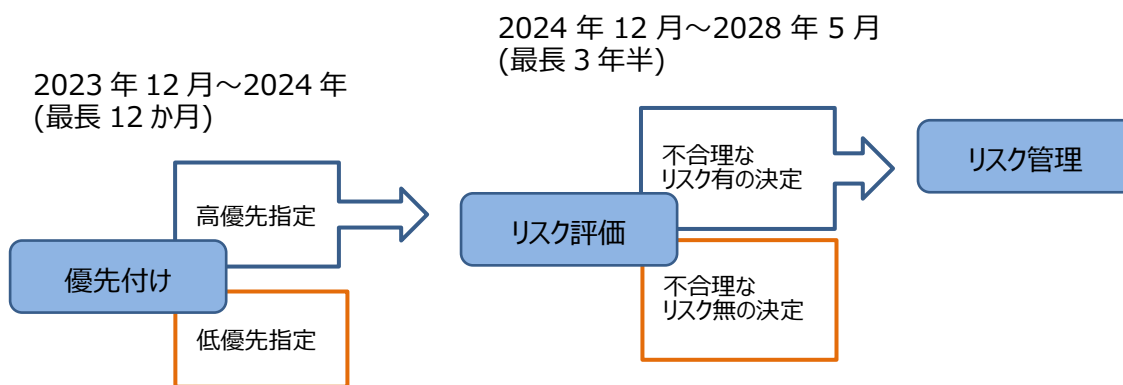 2023 年 12 月～2024 年
(最長 12 か月)
高優先指定
優先付け
低優先指定
2024 年 12 月～2028 年 5 月
(最長 3 年半)
不合理な
リスク有の決定
リスク評価
不合理な
リスク無の決定
リスク管理